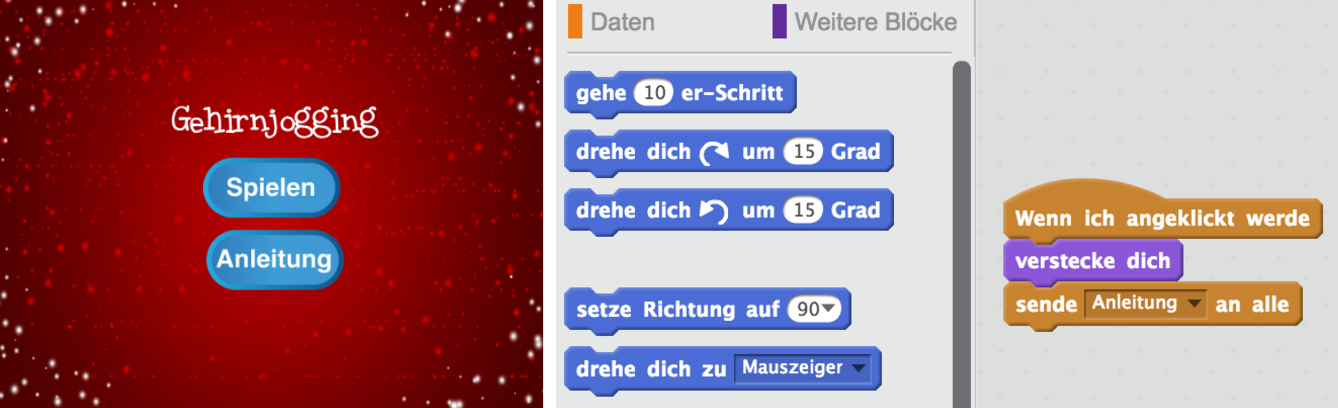 Gehirnjogging
Spielen
Anleitung
Daten
Weitere Blöcke
gehe 10 er-Schritt
drehe dich um 15 Grad
drehe dich um 15 Grad
setze Richtung auf 90
drehe dich zu Mauszeiger
Wenn ich angeklickt werde
verstecke dich
sende Anleitung an alle